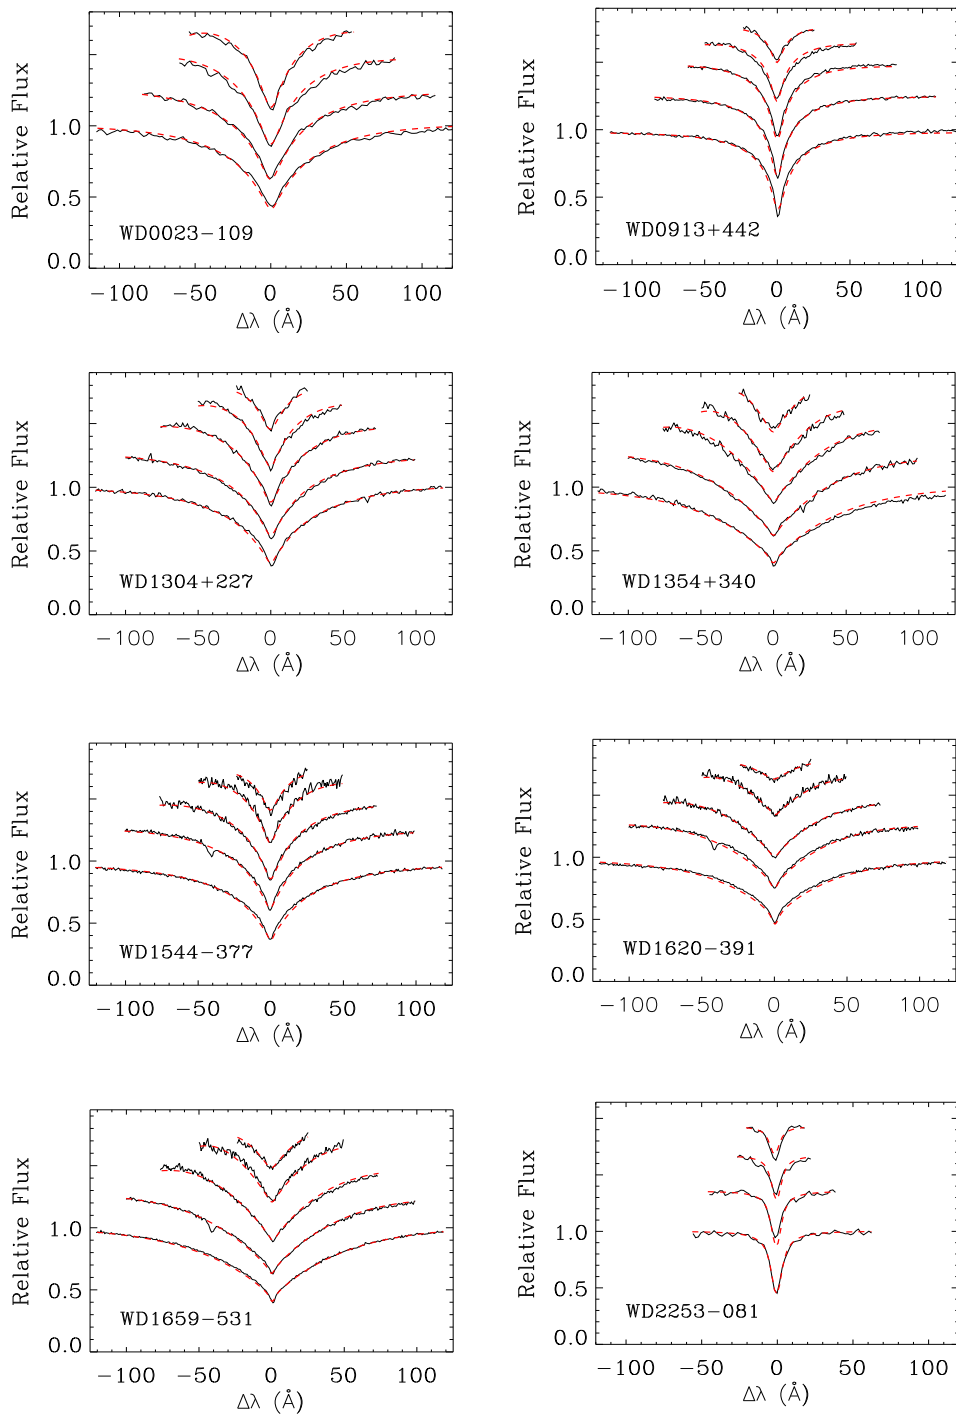 Relative Flux
1.0
0.5
0.0
WD0023−109
−100 −50 0 50 100
Δλ (Å)
Relative Flux
1.0
0.5
0.0
WD0913+442
−100 −50 0 50 100
Δλ (Å)
Relative Flux
1.0
0.5
0.0
WD1304+227
−100 −50 0 50 100
Δλ (Å)
Relative Flux
1.0
0.5
0.0
WD1354+340
−100 −50 0 50 100
Δλ (Å)
Relative Flux
1.0
0.5
0.0
WD1544−377
−100 −50 0 50 100
Δλ (Å)
Relative Flux
1.0
0.5
0.0
WD1620−391
−100 −50 0 50 100
Δλ (Å)
Relative Flux
1.0
0.5
0.0
WD1659−531
−100 −50 0 50 100
Δλ (Å)
Relative Flux
1.0
0.5
0.0
WD2253−081
−100 −50 0 50 100
Δλ (Å)